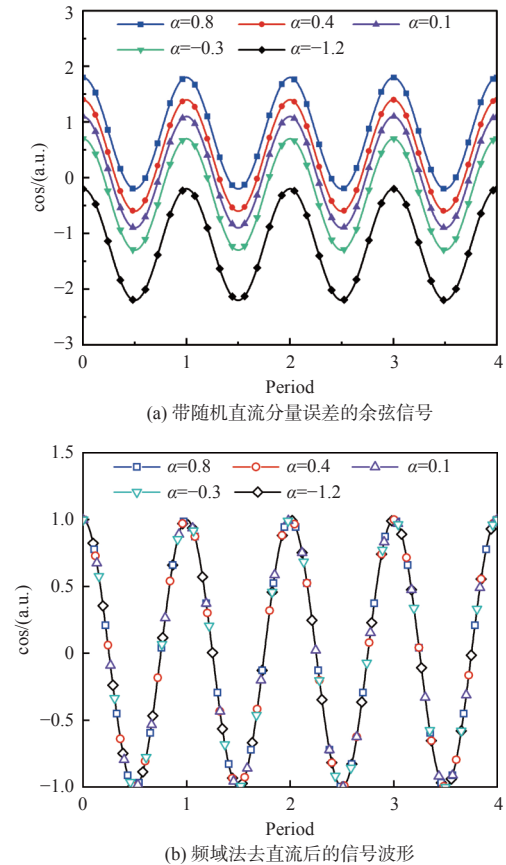 α=0.8 α=0.4 α=0.1
α=−0.3 α=−1.2
3
2
1
0
−1
−2
−3
cos/(a.u.)
0 1 2 3 4
Period
(a) 带随机直流分量误差的余弦信号
α=0.8 α=0.4 α=0.1
α=−0.3 α=−1.2
1.5
1.0
0.5
0
−0.5
−1.0
cos/(a.u.)
0 1 2 3 4
Period
(b) 频域法去直流后的信号波形